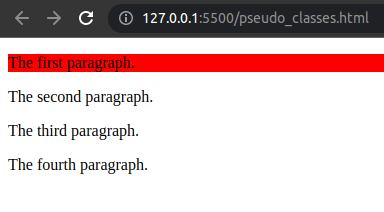 127.0.0.1:5500/pseudo_classes.html
The first paragraph.
The second paragraph.
The third paragraph.
The fourth paragraph.